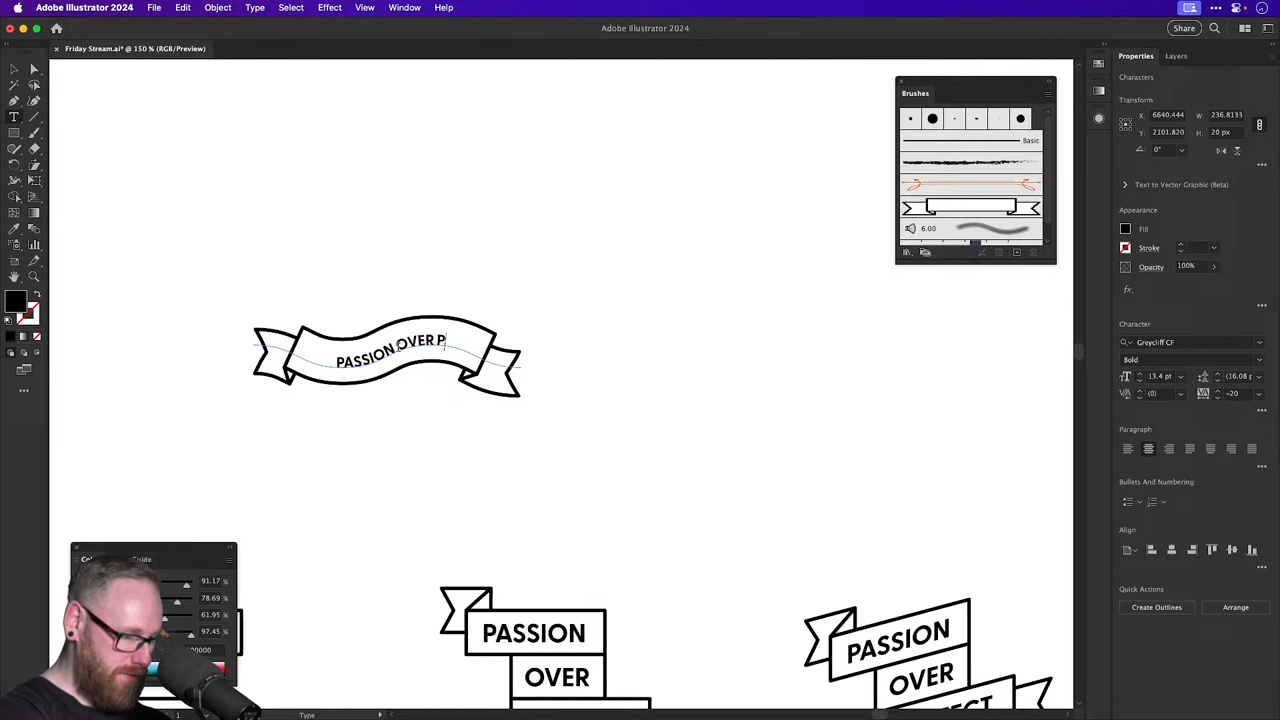 Adobe Illustrator 2024 File Edit Object Type Select Effect View Window Help
Adobe Illustrator 2024
Share
Friday Stream.ai* @ 150 % (RGB/Preview)
Brushes
Basic
6.00
PASSION OVER P
Properties Layers
Characters
Transform
X: 6640.444 W: 236.8133
Y: 2101.820 H: 20 px
0°
Text to Vector Graphic (Beta)
Appearance
Fill
Stroke
Opacity 100%
fx
Character
Greycliff CF
Bold
13.4 pt (16.08 p
(0) -20
Paragraph
Bullets And Numbering
Align
Quick Actions
Create Outlines Arrange
Guide
91.17 %
78.69 %
61.95 %
97.45 %
PASSION
OVER
PASSION
OVER
1 Type